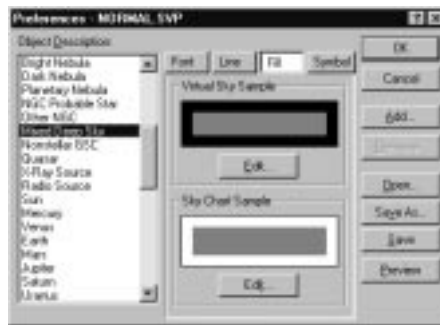 Preferences - NORMAL.SVP
Object Description:
Bright Nebula
Dark Nebula
Planetary Nebula
NGC Probable Star
Other NGC
Mixed Deep Sky
Nonstellar GSC
Quasar
X-Ray Source
Radio Source
Sun
Mercury
Venus
Earth
Mars
Jupiter
Saturn
Uranus
Font
Line
Fill
Symbol
Virtual Sky Sample
Edit...
Sky Chart Sample
Edit...
OK
Cancel
Add...
Open...
Save As...
Save
Preview